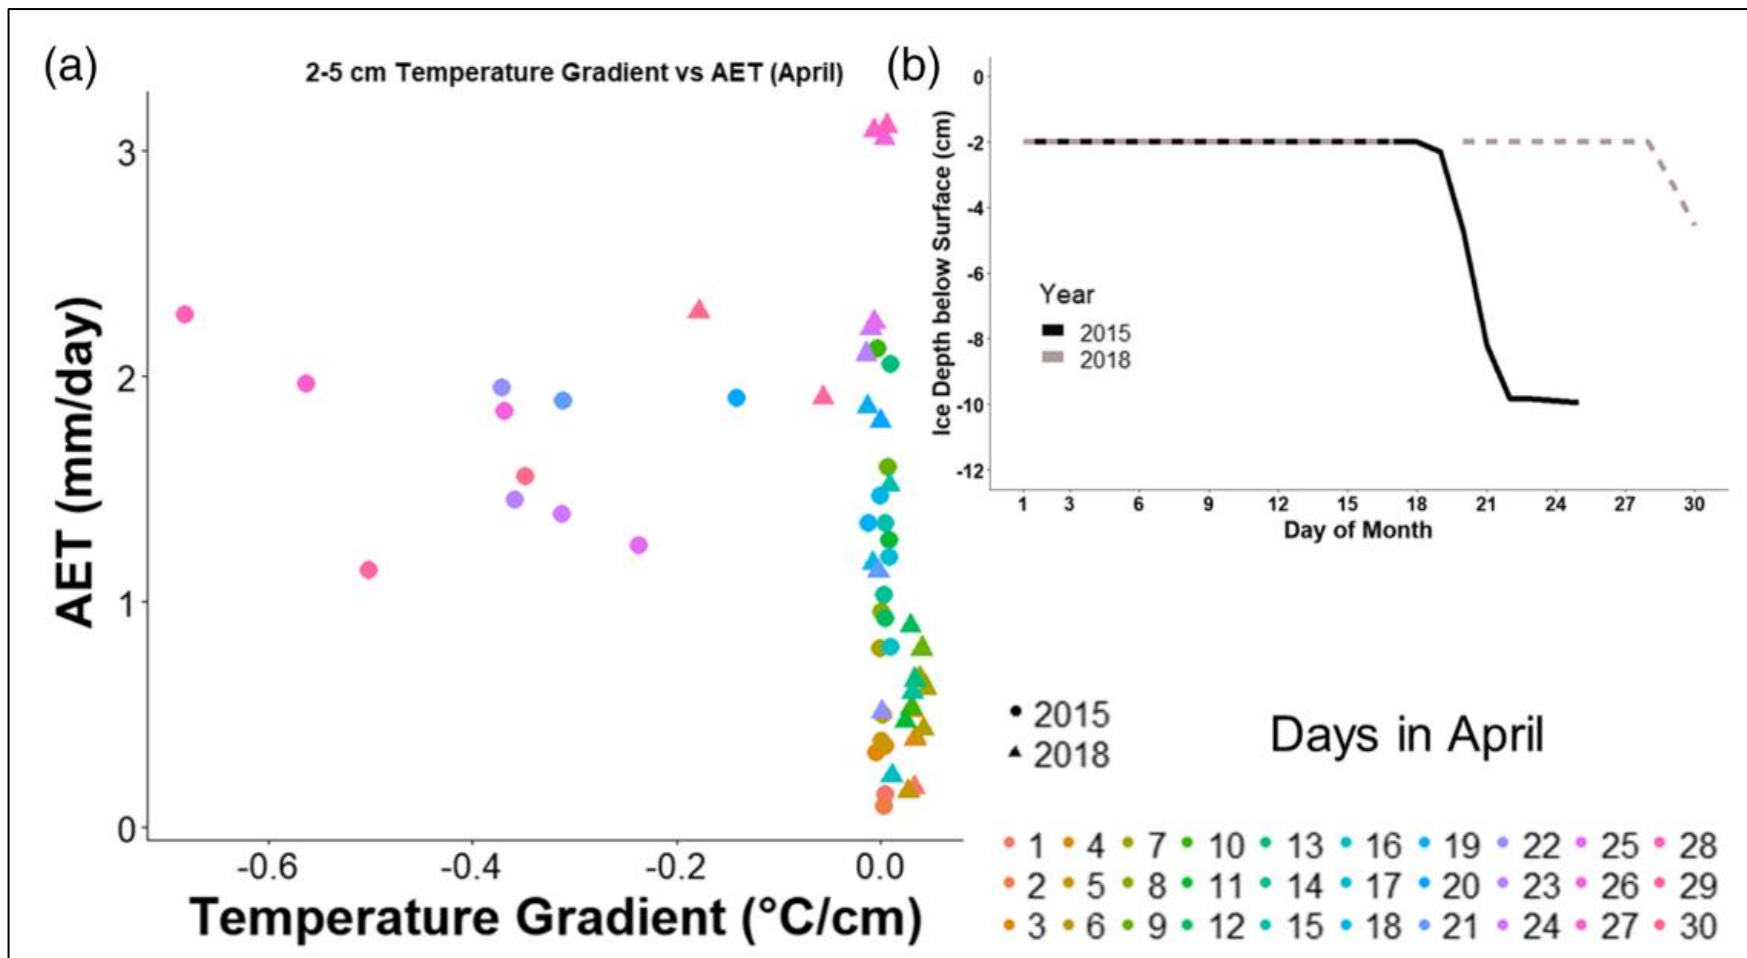 (a)
2-5 cm Temperature Gradient vs AET (April)
AET (mm/day)
3
2
1
0
-0.6 -0.4 -0.2 0.0
Temperature Gradient (°C/cm)
(b)
Ice Depth below Surface (cm)
0
-2
-4
-6
-8
-10
-12
Year
2015
2018
1 3 6 9 12 15 18 21 24 27 30
Day of Month
2015
2018
Days in April
1 4 7 10 13 16 19 22 25 28
2 5 8 11 14 17 20 23 26 29
3 6 9 12 15 18 21 24 27 30